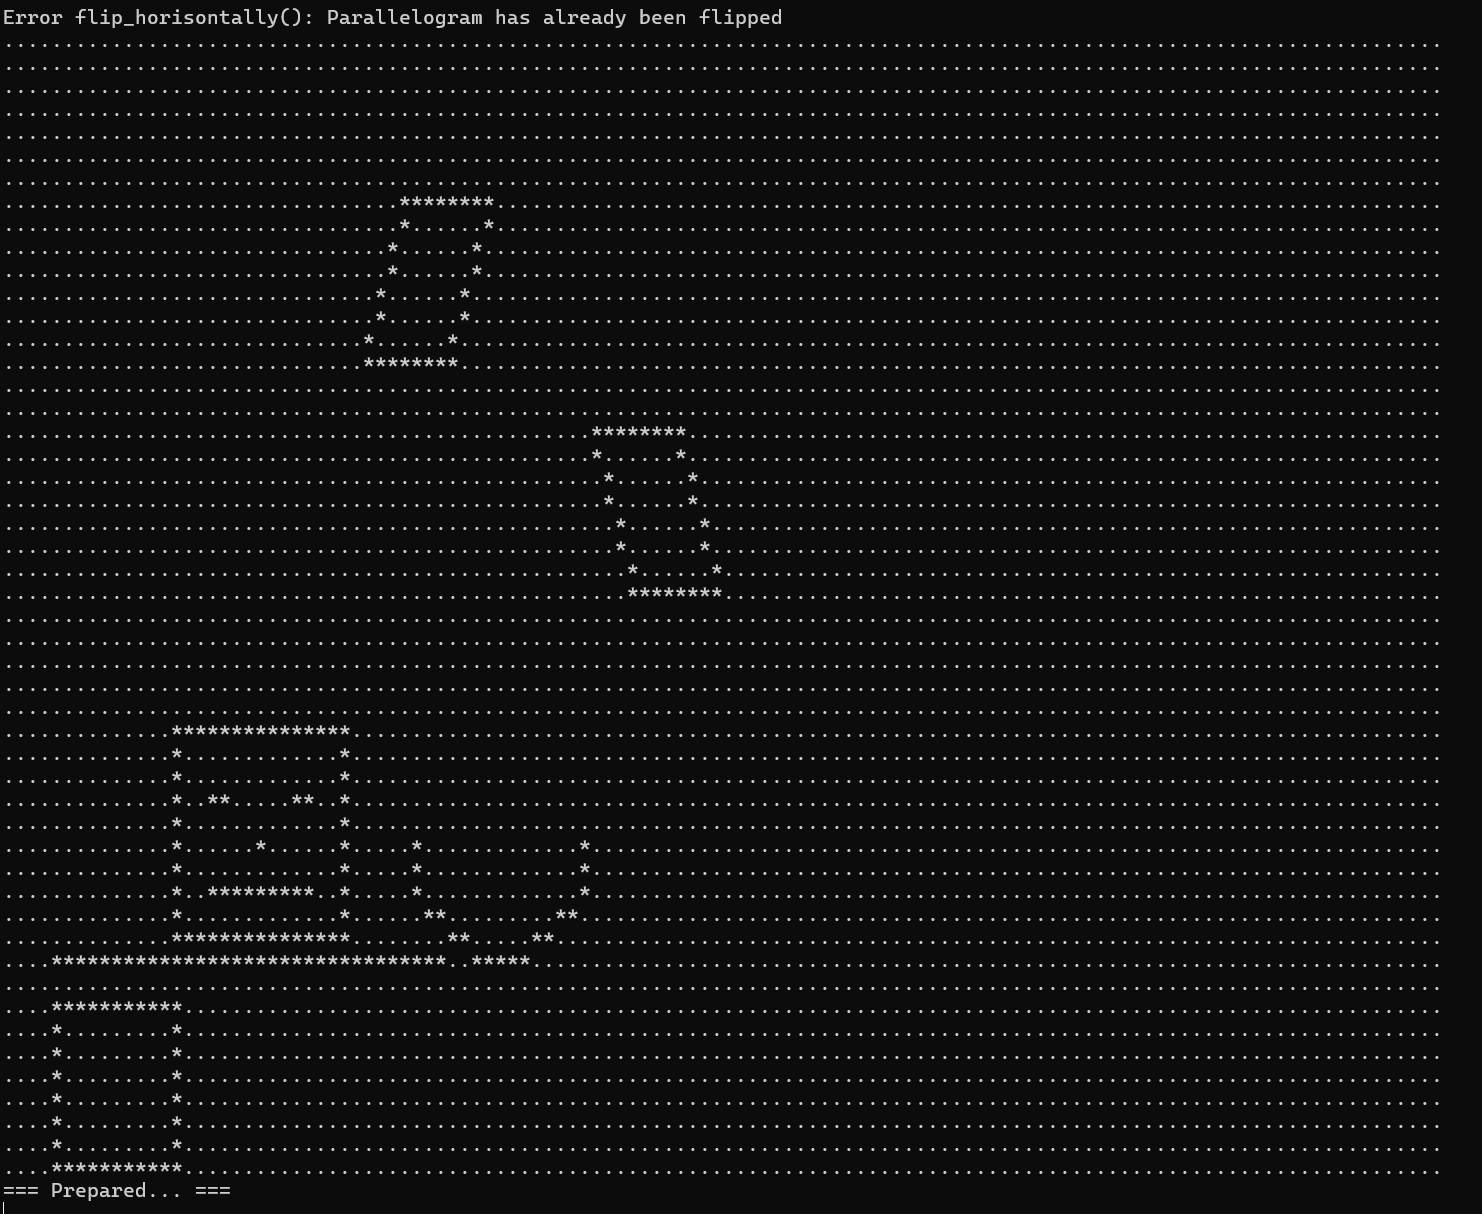 Error flip_horisontally(): Parallelogram has already been flipped
=== Prepared... ===